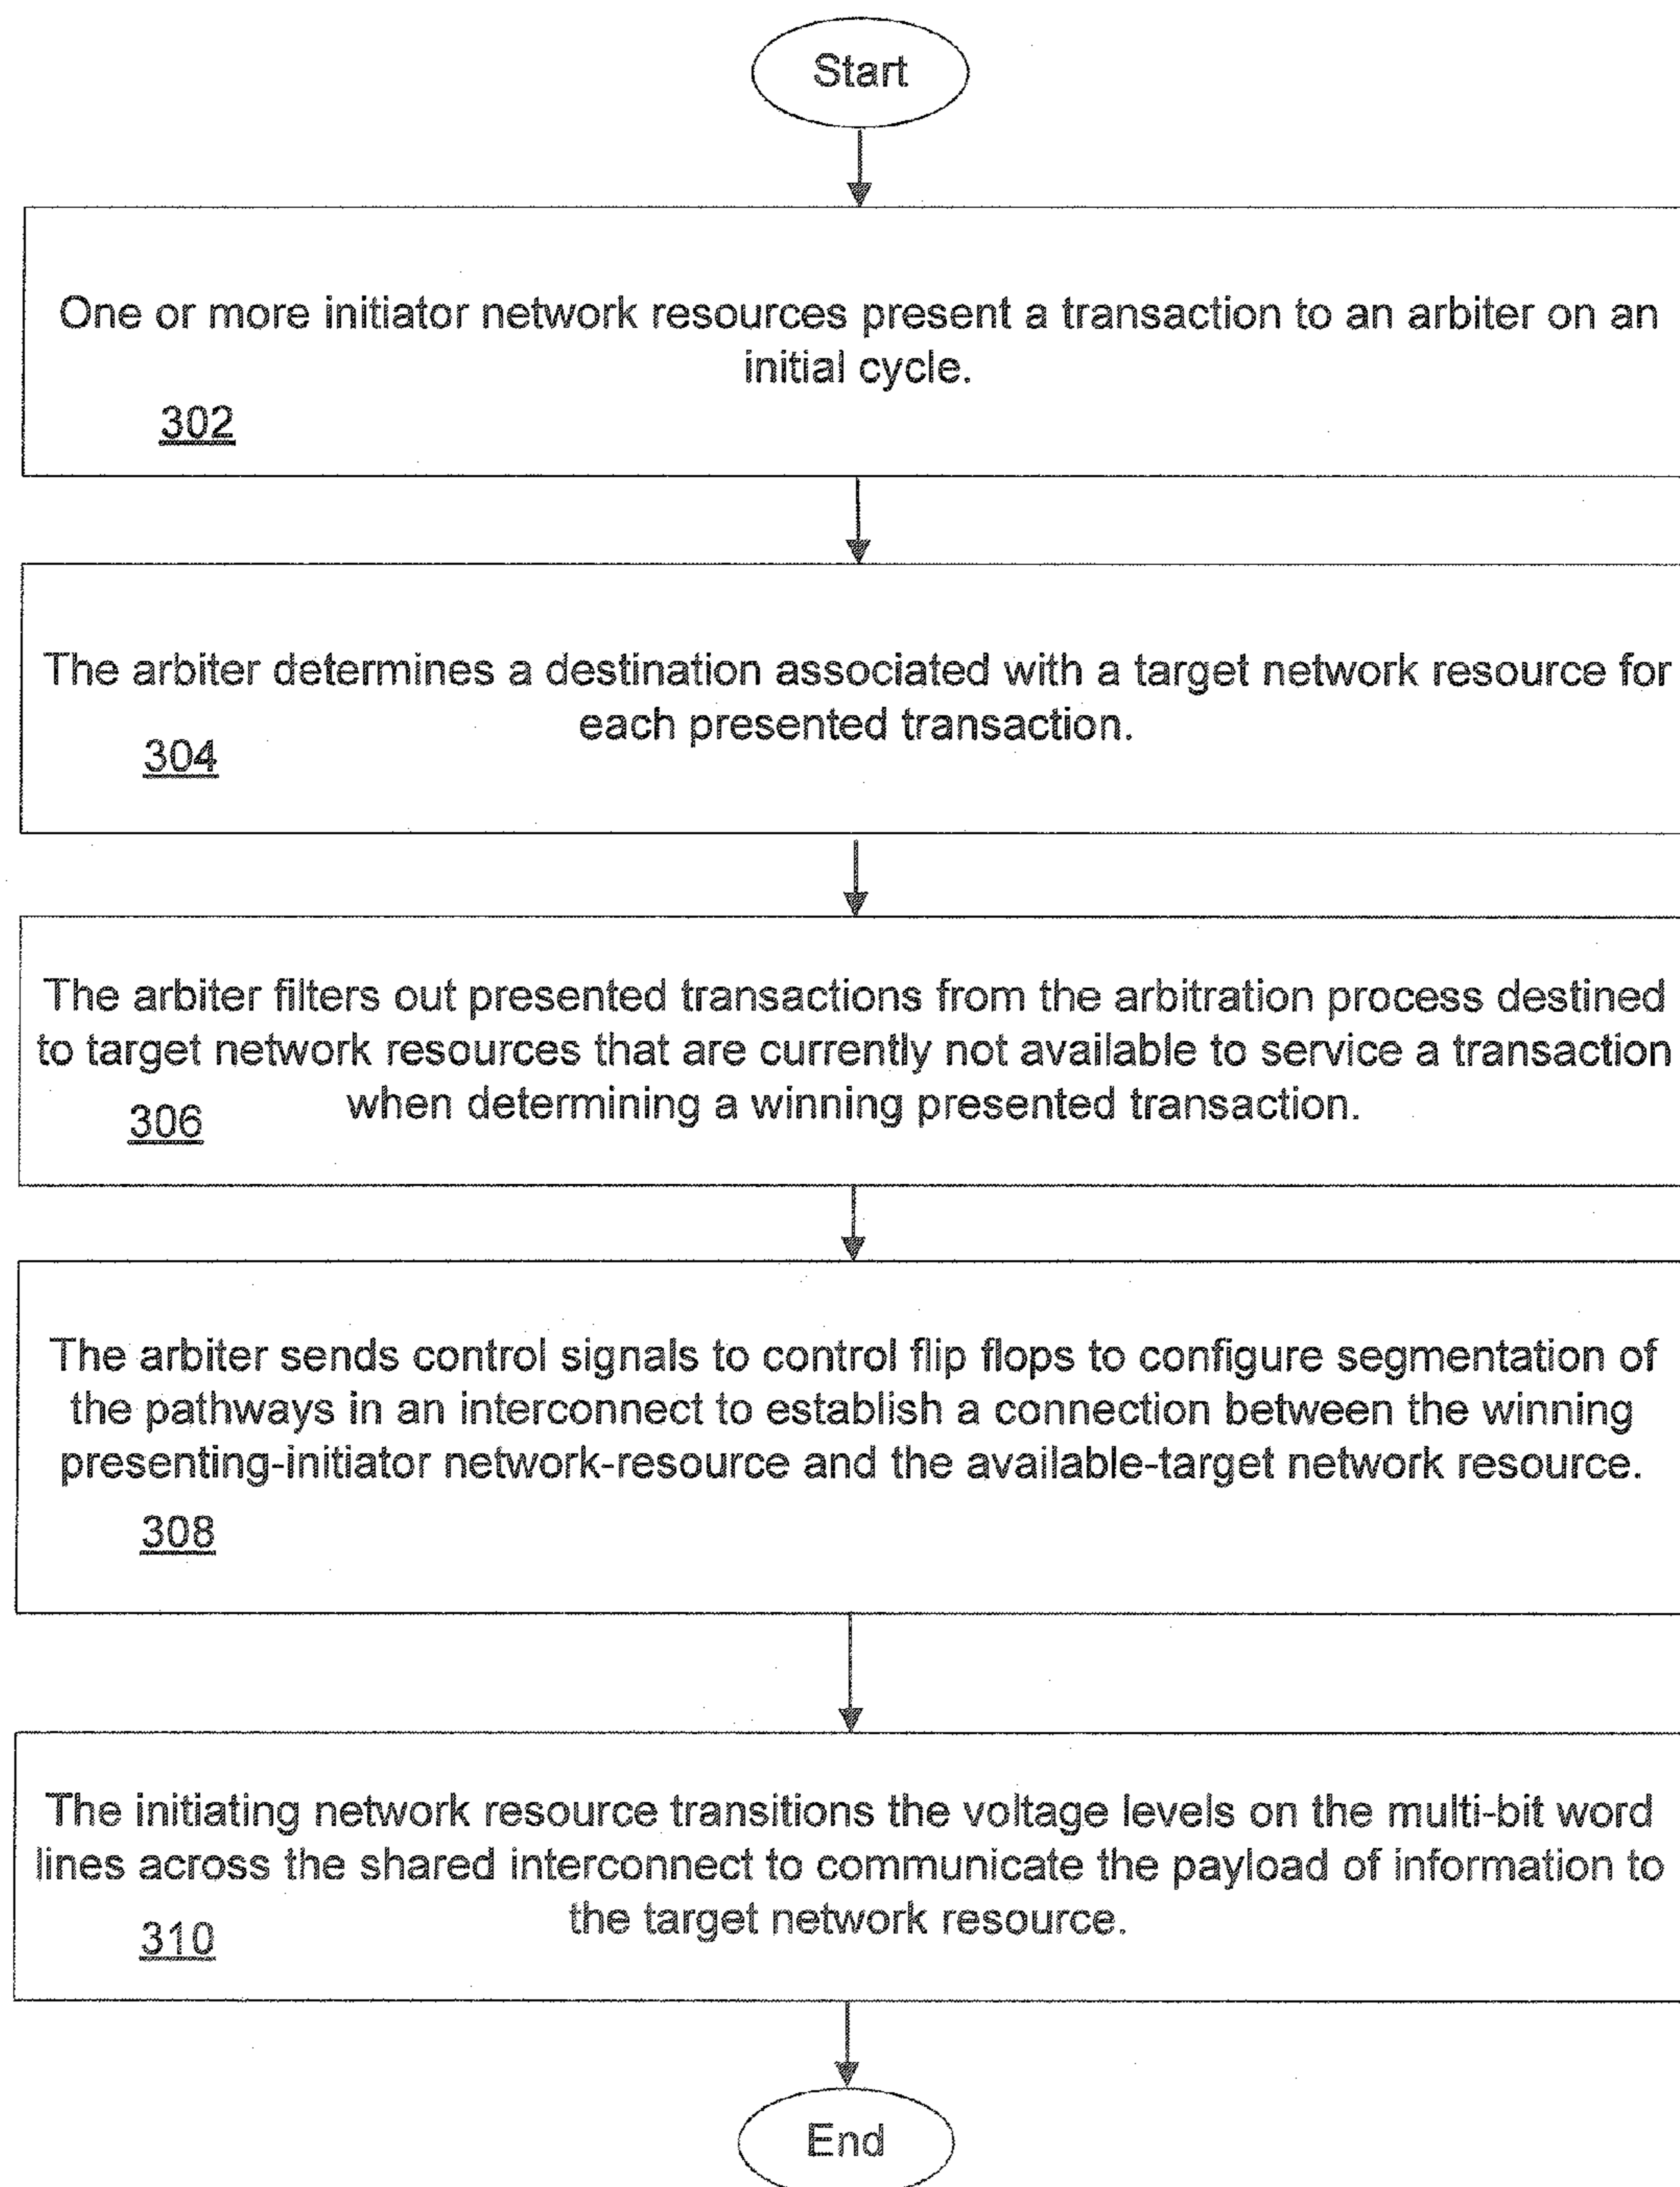 Start
One or more initiator network resources present a transaction to an arbiter on an
initial cycle.
302
The arbiter determines a destination associated with a target network resource for
each presented transaction.
304
The arbiter filters out presented transactions from the arbitration process destined
to target network resources that are currently not available to service a transaction
when determining a winning presented transaction.
306
The arbiter sends control signals to control flip flops to configure segmentation of
the pathways in an interconnect to establish a connection between the winning
presenting-initiator network-resource and the available-target network resource.
308
The initiating network resource transitions the voltage levels on the multi-bit word
lines across the shared interconnect to communicate the payload of information to
the target network resource.
310
End